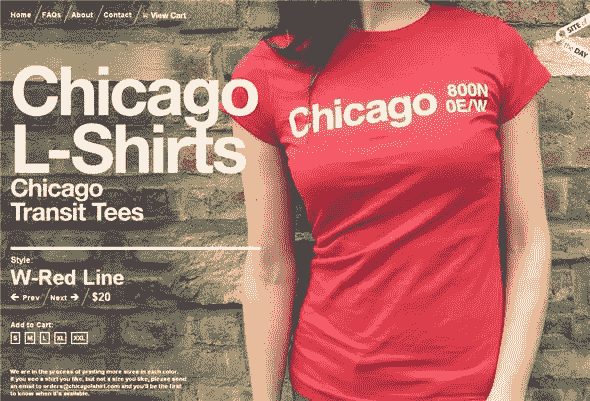 Home / FAQs / About / Contact / View Cart
SITE of
the DAY
Chicago
L-Shirts
Chicago
Transit Tees
Chicago 800N
0E/W
Style:
W-Red Line
← Prev / Next → / $20
Add to Cart:
S M L XL XXL
We are in the process of printing more sizes in each color.
If you see a shirt you like, but not a size you like, please send
an email to orders@chicagolshirt.com and you'll be the first
to know when it's available.